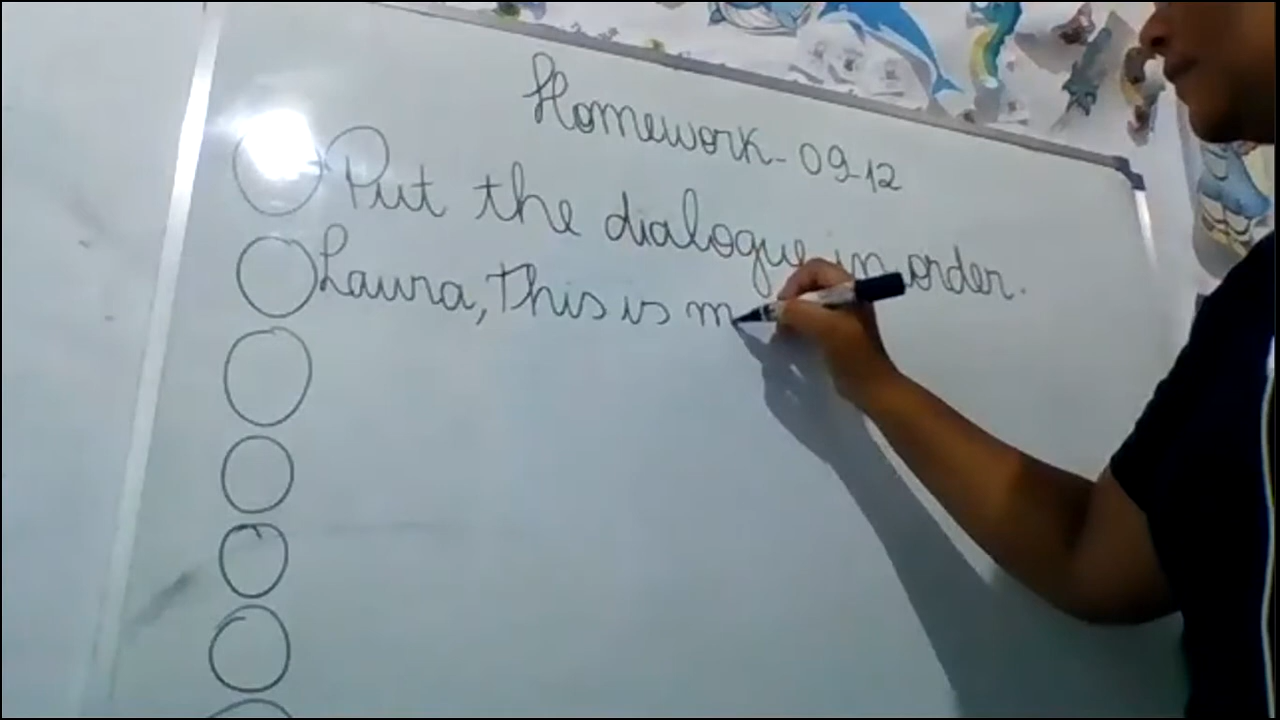 Homework - 09-12
Put the dialogue in order.
Laura, This is m